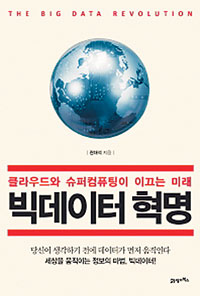 THE BIG DATA REVOLUTION
클라우드와 슈퍼컴퓨팅이 이끄는 미래
빅데이터 혁명
당신이 생각하기 전에 데이터가 먼저 움직인다
세상을 움직이는 정보의 마법, 빅데이터!